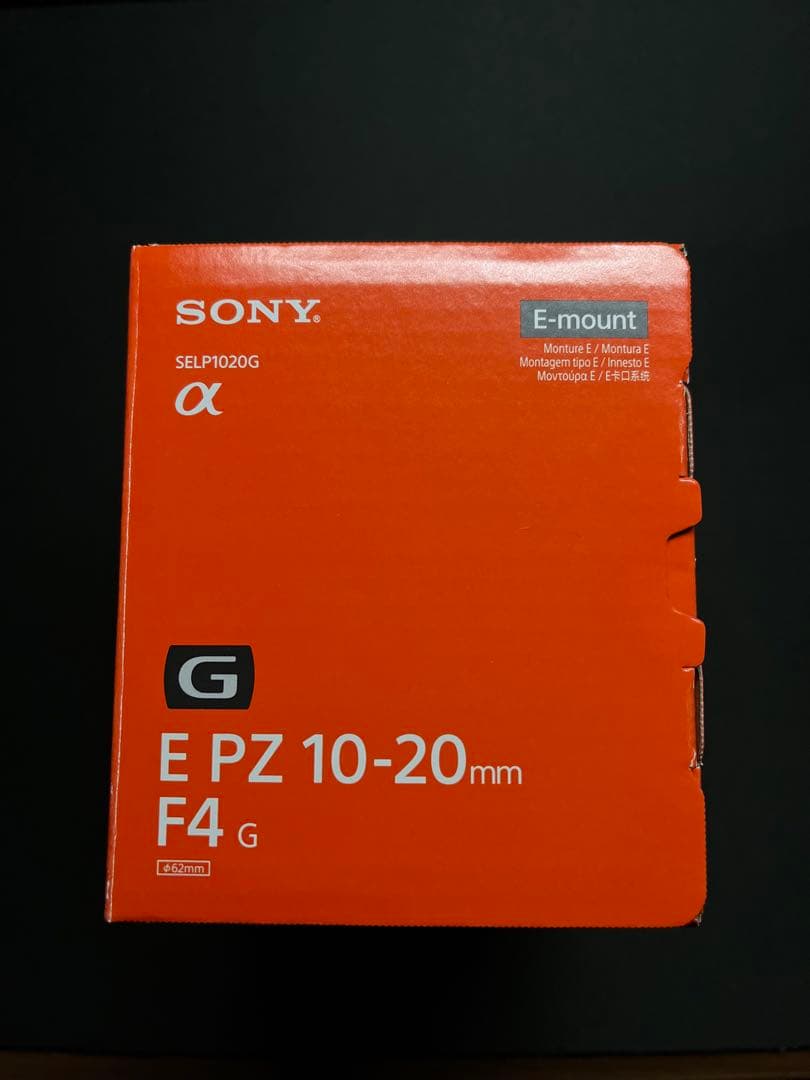 SONY®
E-mount
Monture E / Montura E
Montagem tipo E / Innesto E
Μοντούρα E / E卡口系统
SELP1020G
α
G
E PZ 10-20mm
F4 G
ϕ62mm